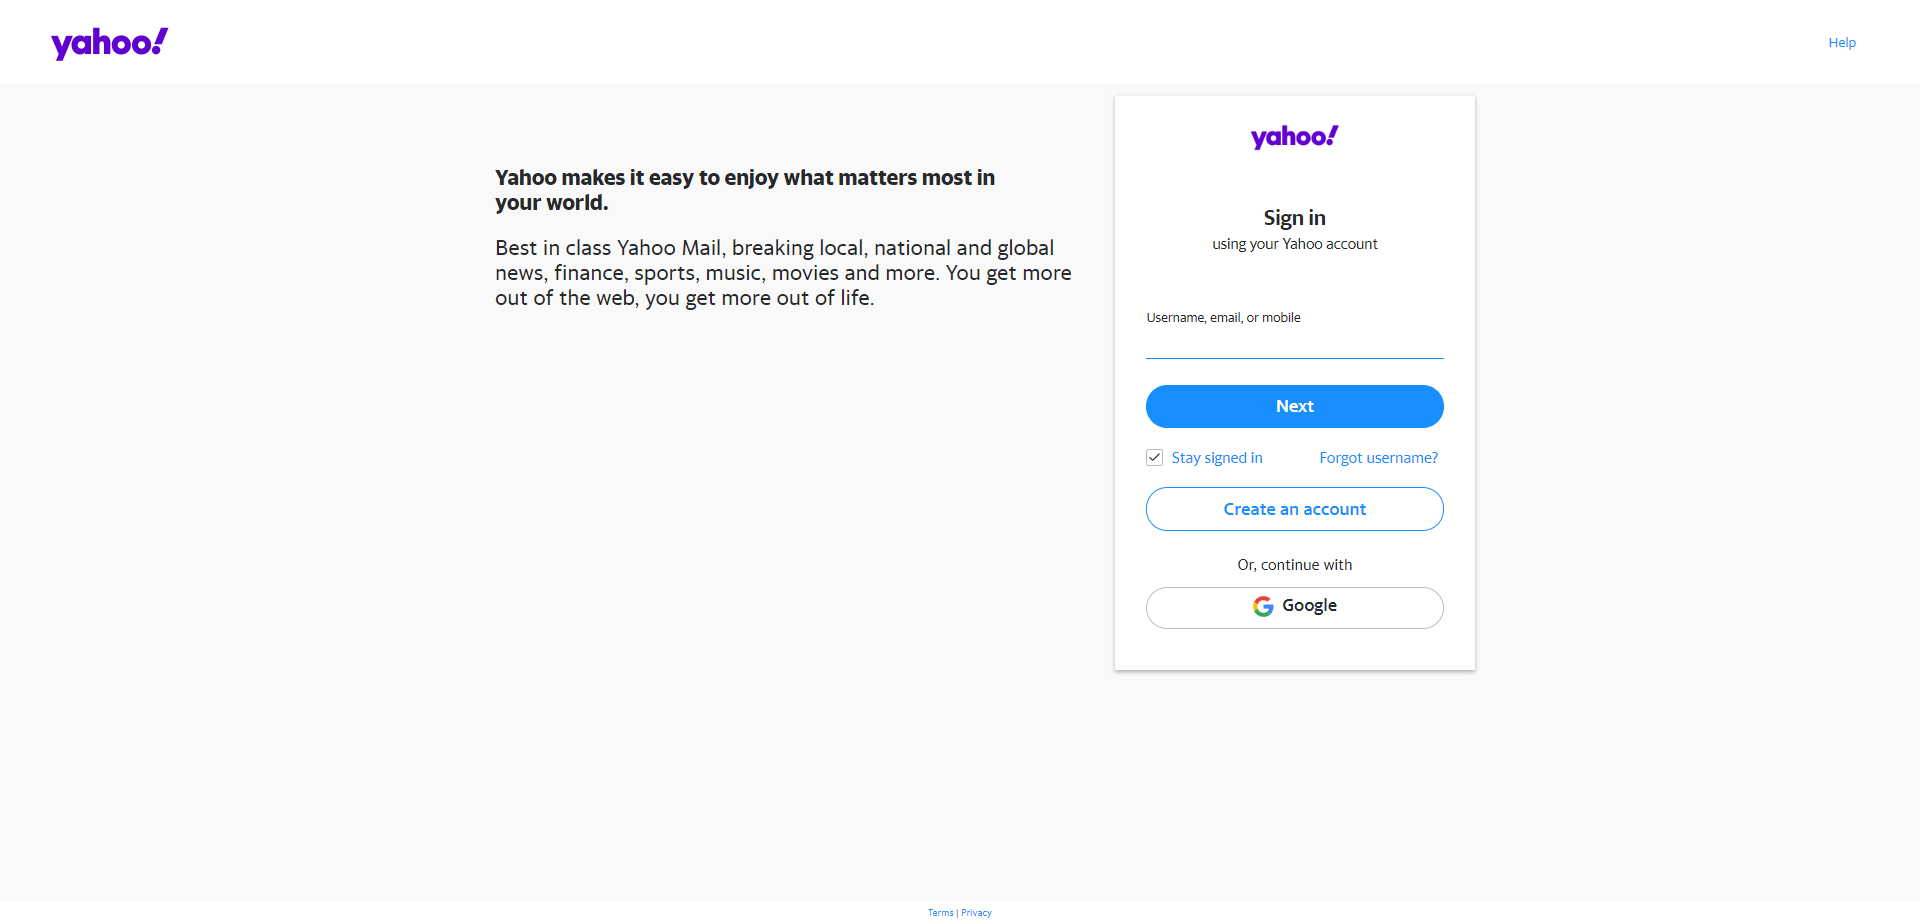 yahoo!
Help
Yahoo makes it easy to enjoy what matters most in
your world.
Best in class Yahoo Mail, breaking local, national and global
news, finance, sports, music, movies and more. You get more
out of the web, you get more out of life.
yahoo!
Sign in
using your Yahoo account
Username, email, or mobile
Next
Stay signed in
Forgot username?
Create an account
Or, continue with
Google
Terms | Privacy